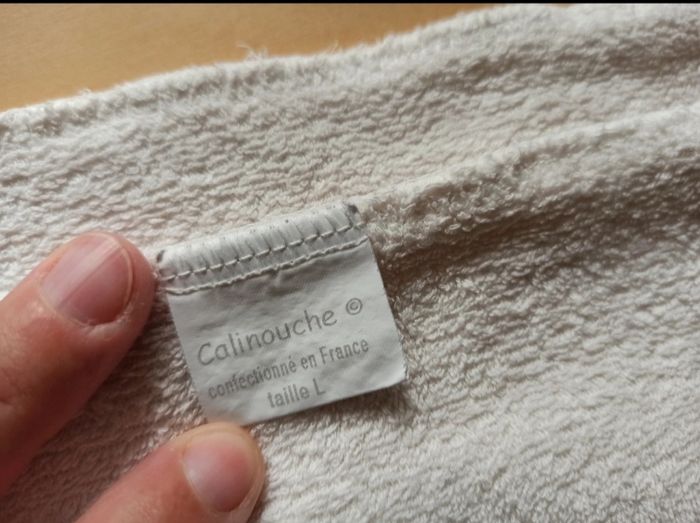 Calinouche ©
confectionné en France
taille L